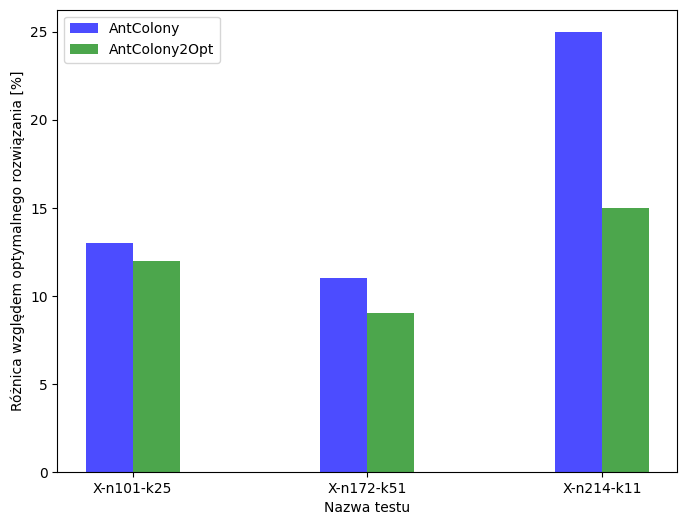 AntColony
AntColony2Opt
Różnica względem optymalnego rozwiązania [%]
25
20
15
10
5
0
X-n101-k25
X-n172-k51
X-n214-k11
Nazwa testu